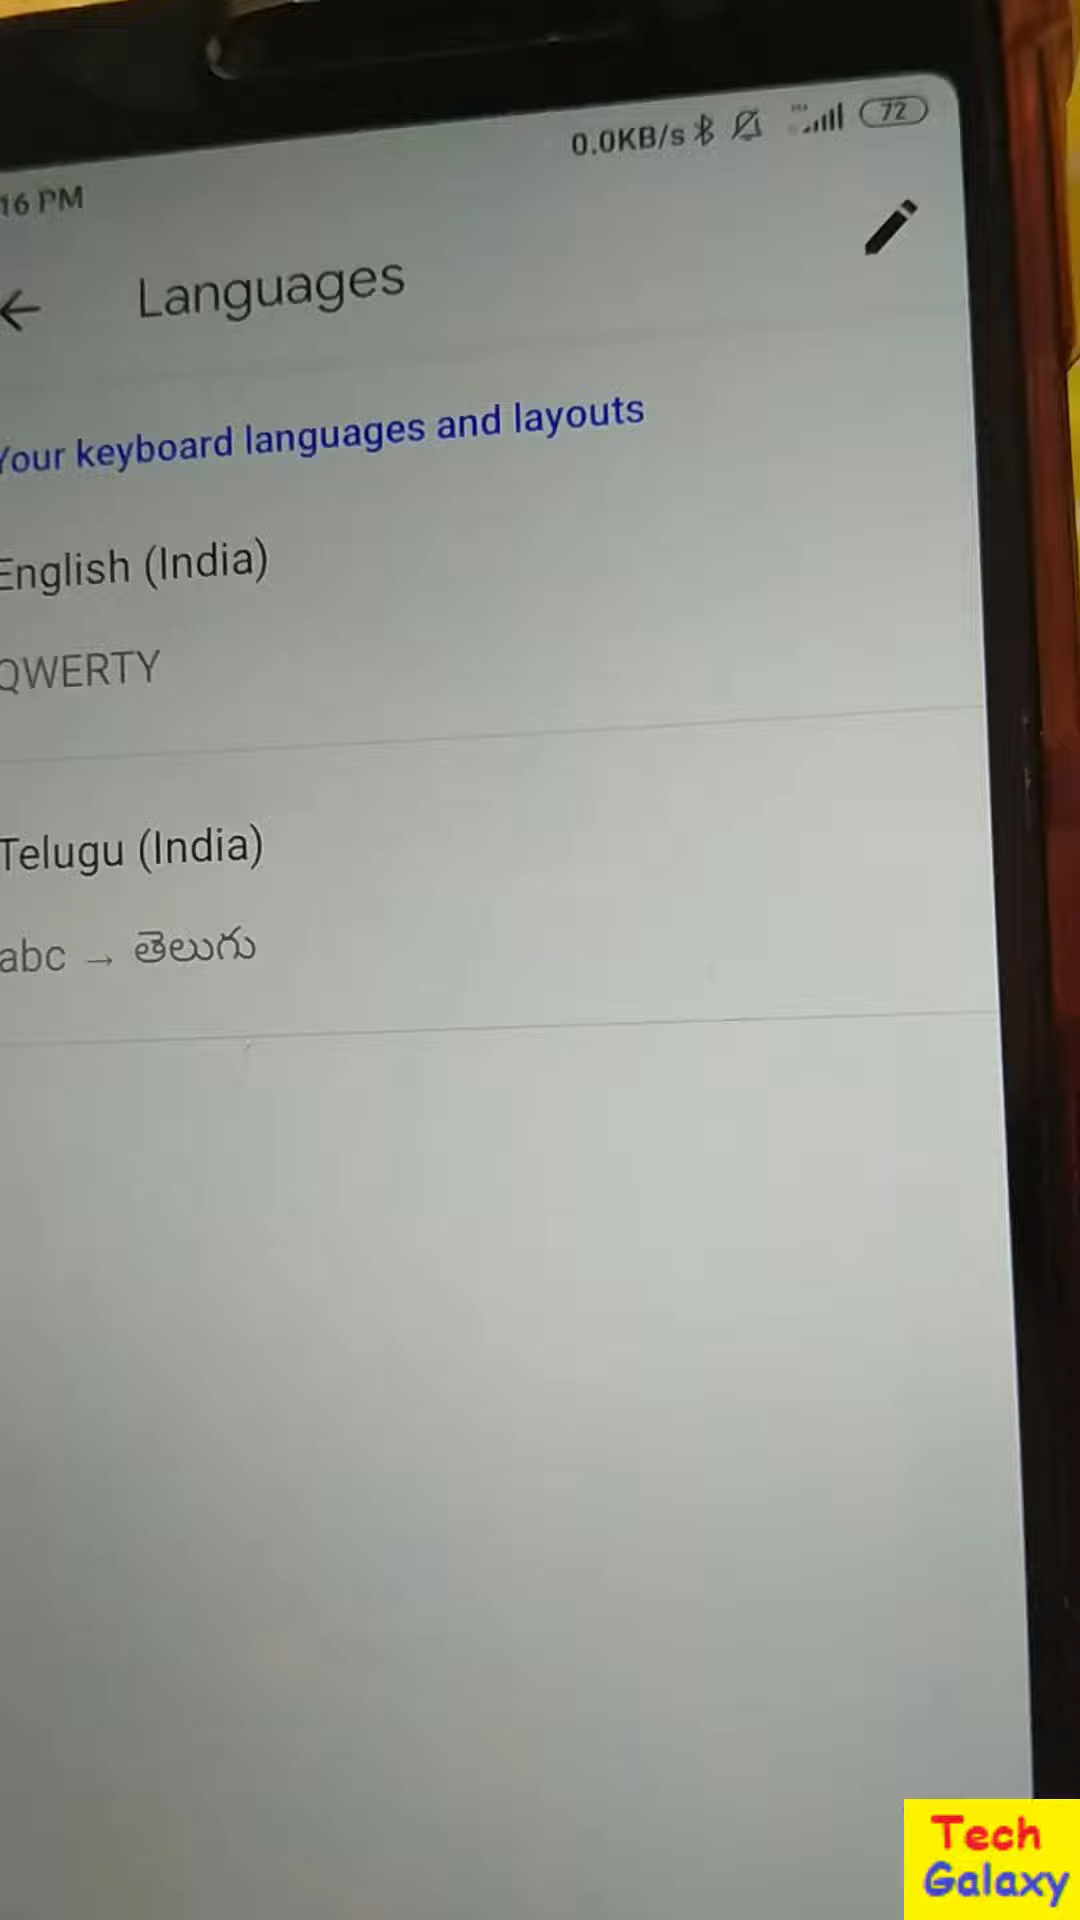 0.0KB/s 72
16 PM
Languages
Your keyboard languages and layouts
English (India)
QWERTY
Telugu (India)
abc → తెలుగు
Tech
Galaxy